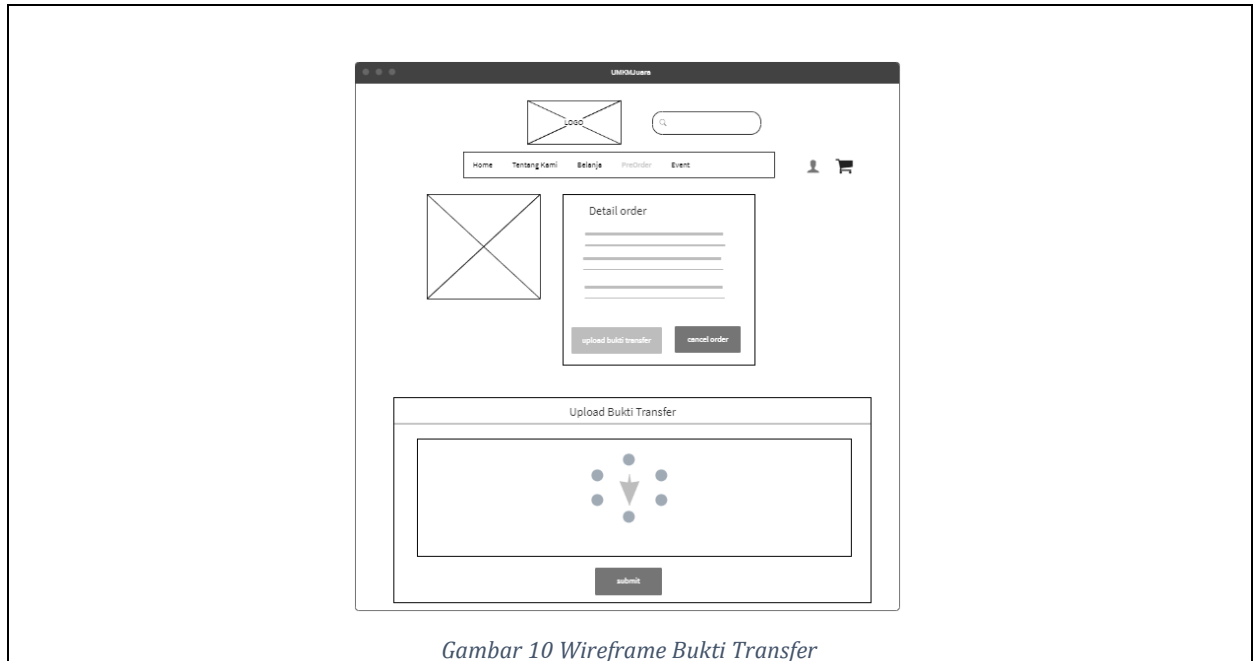 UMKMJuara
LOGO
Home Tentang Kami Belanja PreOrder Event
Detail order
upload bukti transfer cancel order
Upload Bukti Transfer
submit
Gambar 10 Wireframe Bukti Transfer